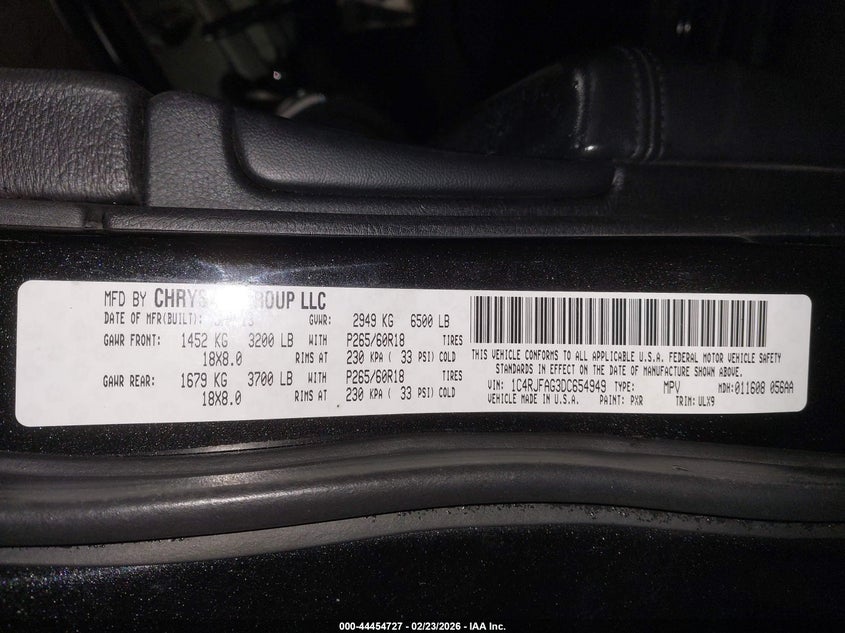 MFD BY CHRYS GROUP LLC
DATE OF MFR(BUILT): GVWR: 2949 KG 6500 LB
GAWR FRONT: 1452 KG 3200 LB WITH P265/60R18 TIRES
18X8.0 RIMS AT 230 KPA ( 33 PSI) COLD
GAWR REAR: 1679 KG 3700 LB WITH P265/60R18 TIRES
18X8.0 RIMS AT 230 KPA ( 33 PSI) COLD
THIS VEHICLE CONFORMS TO ALL APPLICABLE U.S.A. FEDERAL MOTOR VEHICLE SAFETY
STANDARDS IN EFFECT ON THE DATE OF MANUFACTURE SHOWN ABOVE.
VIN: 1C4RJFAG3DC654949 TYPE: MPV MDH:011608 056AA
VEHICLE MADE IN U.S.A. PAINT: PXR TRIM: ULX9
000-44454727 - 02/23/2026 - IAA Inc.